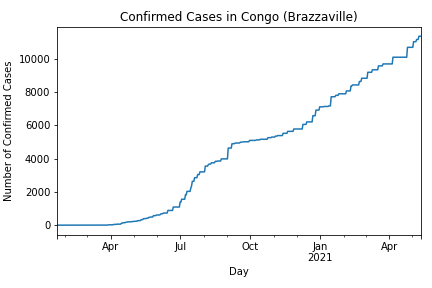 Confirmed Cases in Congo (Brazzaville)
Number of Confirmed Cases
10000
8000
6000
4000
2000
0
Apr
Jul
Oct
Jan
2021
Apr
Day